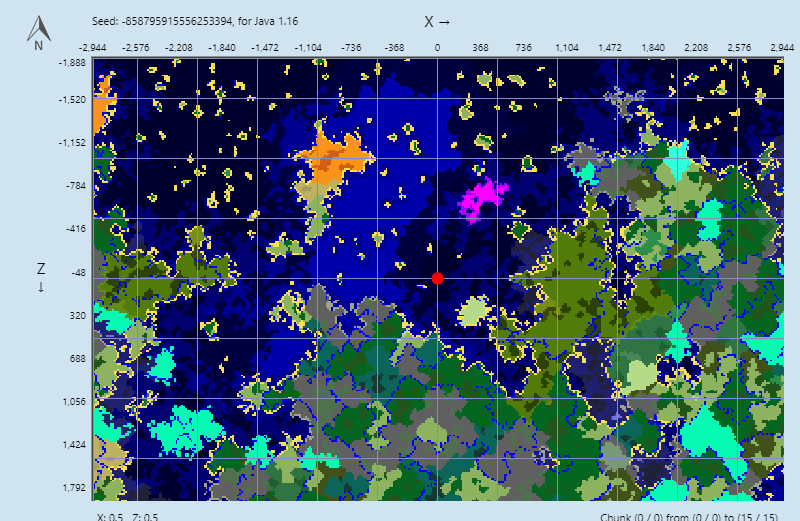 Seed: -858795915556253394, for Java 1.16
X →
N
-2,944 -2,576 -2,208 -1,840 -1,472 -1,104 -736 -368 0 368 736 1,104 1,472 1,840 2,208 2,576 2,944
-1.888
-1,520
-1,152
-784
-416
Z
↓
-48
320
688
1,056
1,424
1,792
X: 0.5 Z: 0.5
Chunk (0 / 0) from (0 / 0) to (15 / 15)